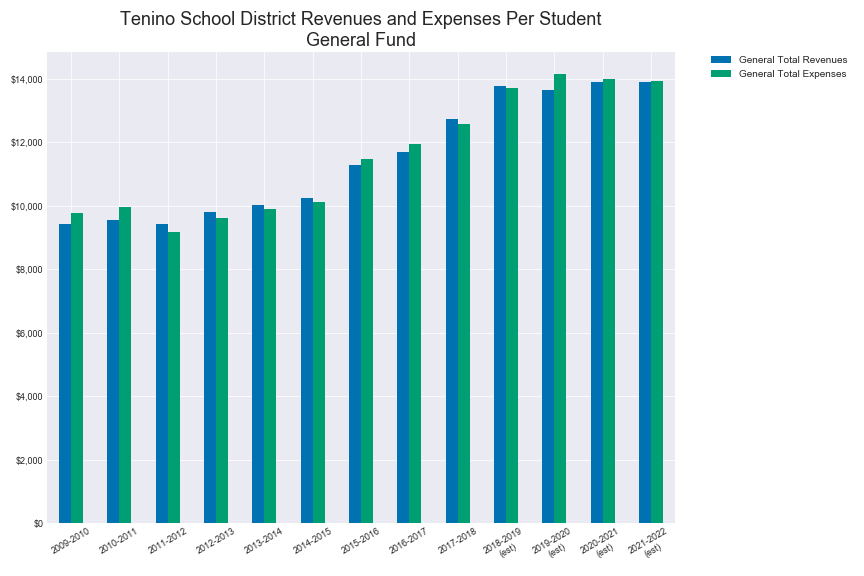 Tenino School District Revenues and Expenses Per Student
General Fund
General Total Revenues
General Total Expenses
$14,000
$12,000
$10,000
$8,000
$6,000
$4,000
$2,000
$0
2009-2010
2010-2011
2011-2012
2012-2013
2013-2014
2014-2015
2015-2016
2016-2017
2017-2018
2018-2019
(est)
2019-2020
(est)
2020-2021
(est)
2021-2022
(est)